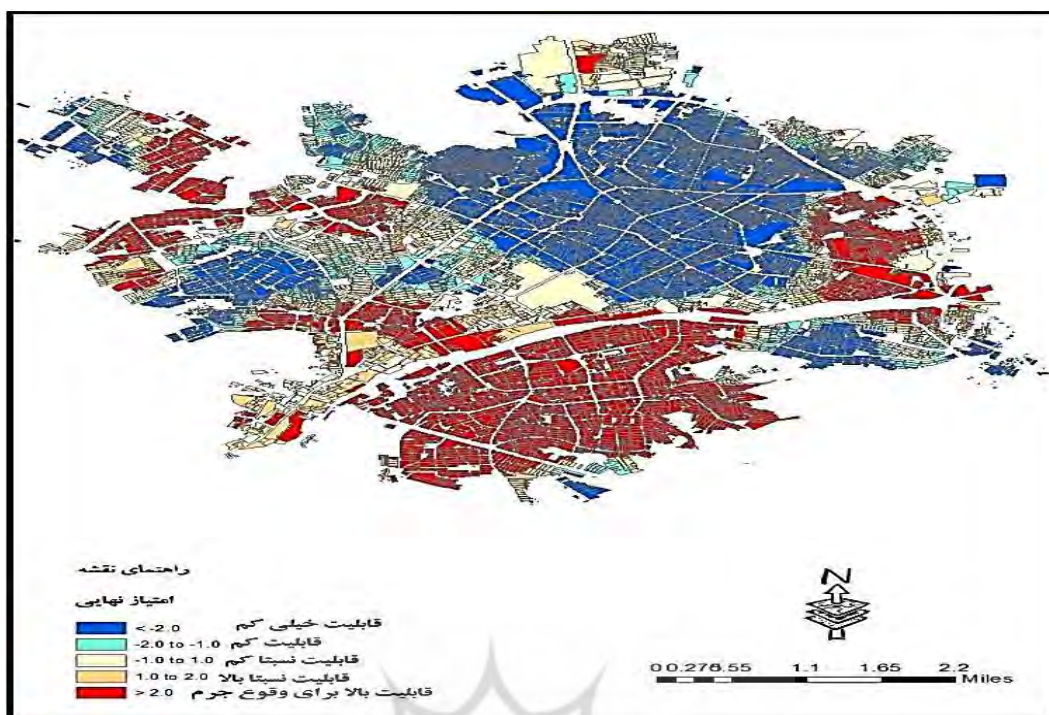 راهنمای نقشه
امتیاز نهایی
< -2.0 قابلیت خیلی کم
-2.0 to -1.0 قابلیت کم
-1.0 to 1.0 قابلیت نسبتا کم
1.0 to 2.0 قابلیت نسبتا بالا
> 2.0 قابلیت بالا برای وقوع جرم
N
0 0.278.55 1.1 1.65 2.2
Miles